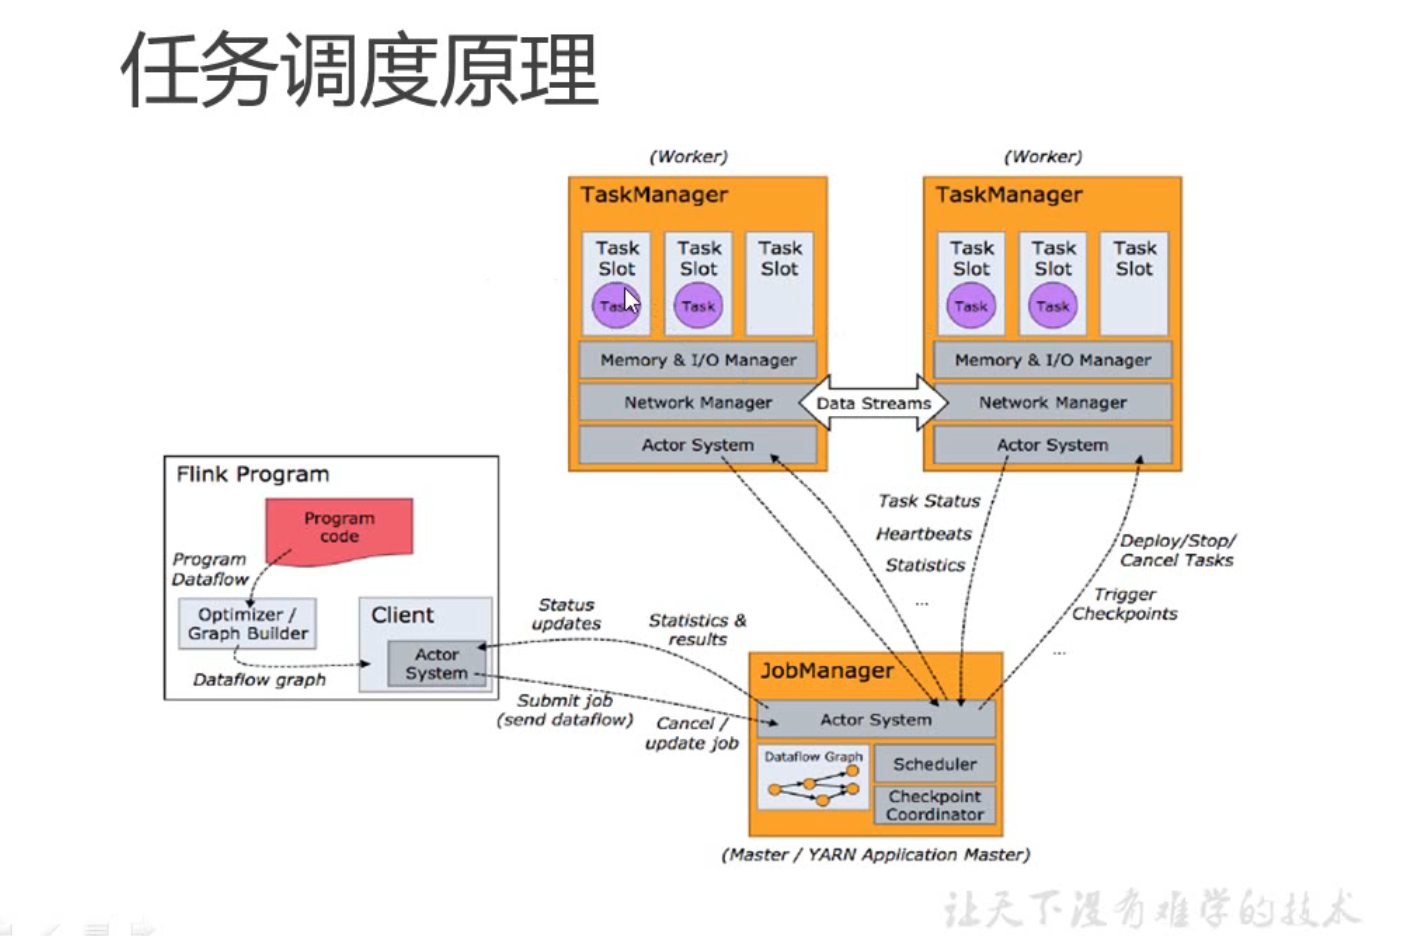 任务调度原理
(Worker)
TaskManager
Task
Slot
Task
Task
Slot
Task
Task
Slot
Memory & I/O Manager
Network Manager
Actor System
(Worker)
TaskManager
Task
Slot
Task
Task
Slot
Task
Task
Slot
Memory & I/O Manager
Network Manager
Actor System
Data Streams
Flink Program
Program
code
Program
Dataflow
Optimizer /
Graph Builder
Dataflow graph
Client
Actor
System
Status
updates
Statistics &
results
Submit job
(send dataflow)
Cancel /
update job
Task Status
Heartbeats
Statistics
...
Deploy/Stop/
Cancel Tasks
Trigger
Checkpoints
...
JobManager
Actor System
Dataflow Graph
Scheduler
Checkpoint
Coordinator
(Master / YARN Application Master)
让天下没有难学的技术